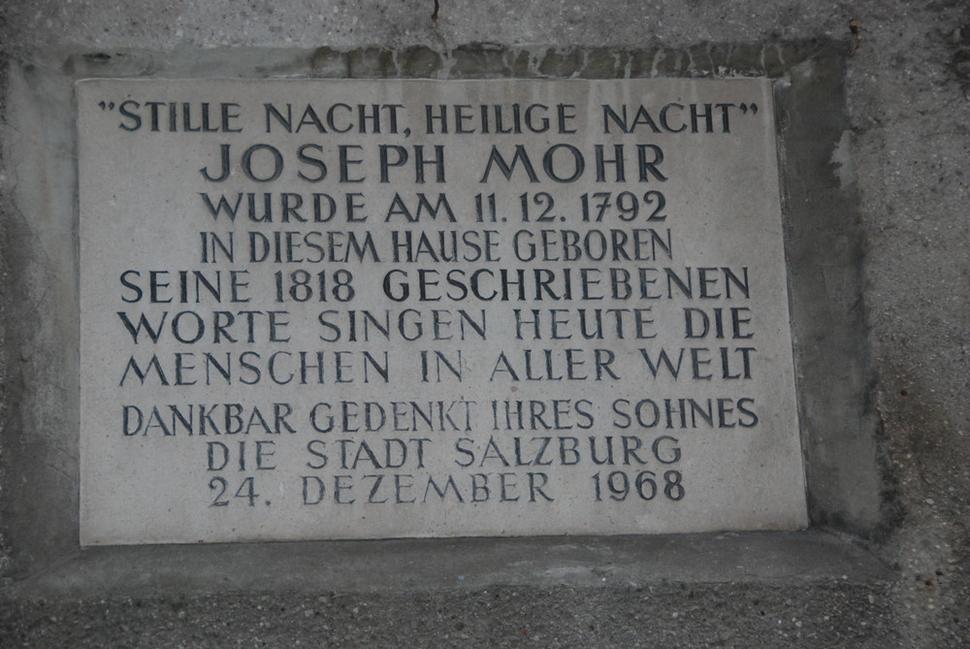 "STILLE NACHT, HEILIGE NACHT"
JOSEPH MOHR
WURDE AM 11. 12. 1792
IN DIESEM HAUSE GEBOREN
SEINE 1818 GESCHRIEBENEN
WORTE SINGEN HEUTE DIE
MENSCHEN IN ALLER WELT
DANKBAR GEDENKT IHRES SOHNES
DIE STADT SALZBURG
24. DEZEMBER 1968